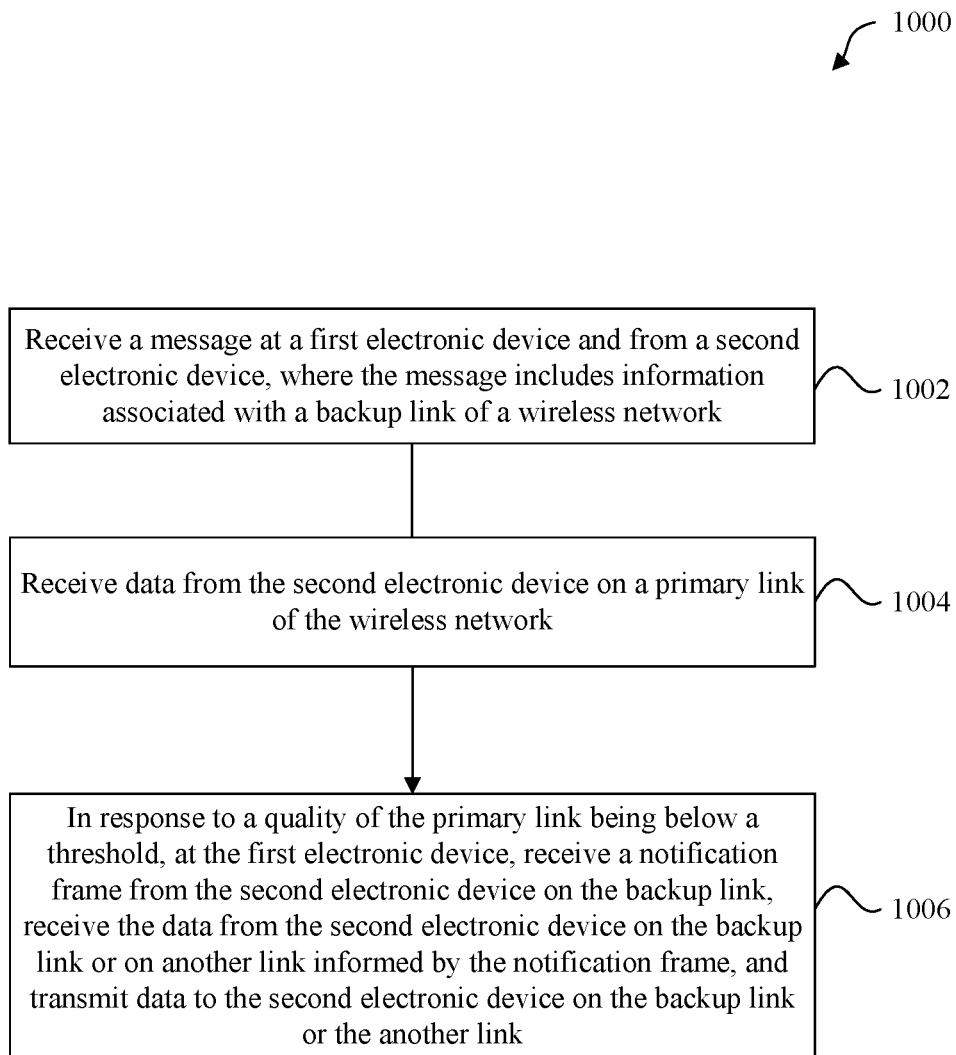 1000
Receive a message at a first electronic device and from a second
electronic device, where the message includes information
associated with a backup link of a wireless network
1002
Receive data from the second electronic device on a primary link
of the wireless network
1004
In response to a quality of the primary link being below a
threshold, at the first electronic device, receive a notification
frame from the second electronic device on the backup link,
receive the data from the second electronic device on the backup
link or on another link informed by the notification frame, and
transmit data to the second electronic device on the backup link
or the another link
1006